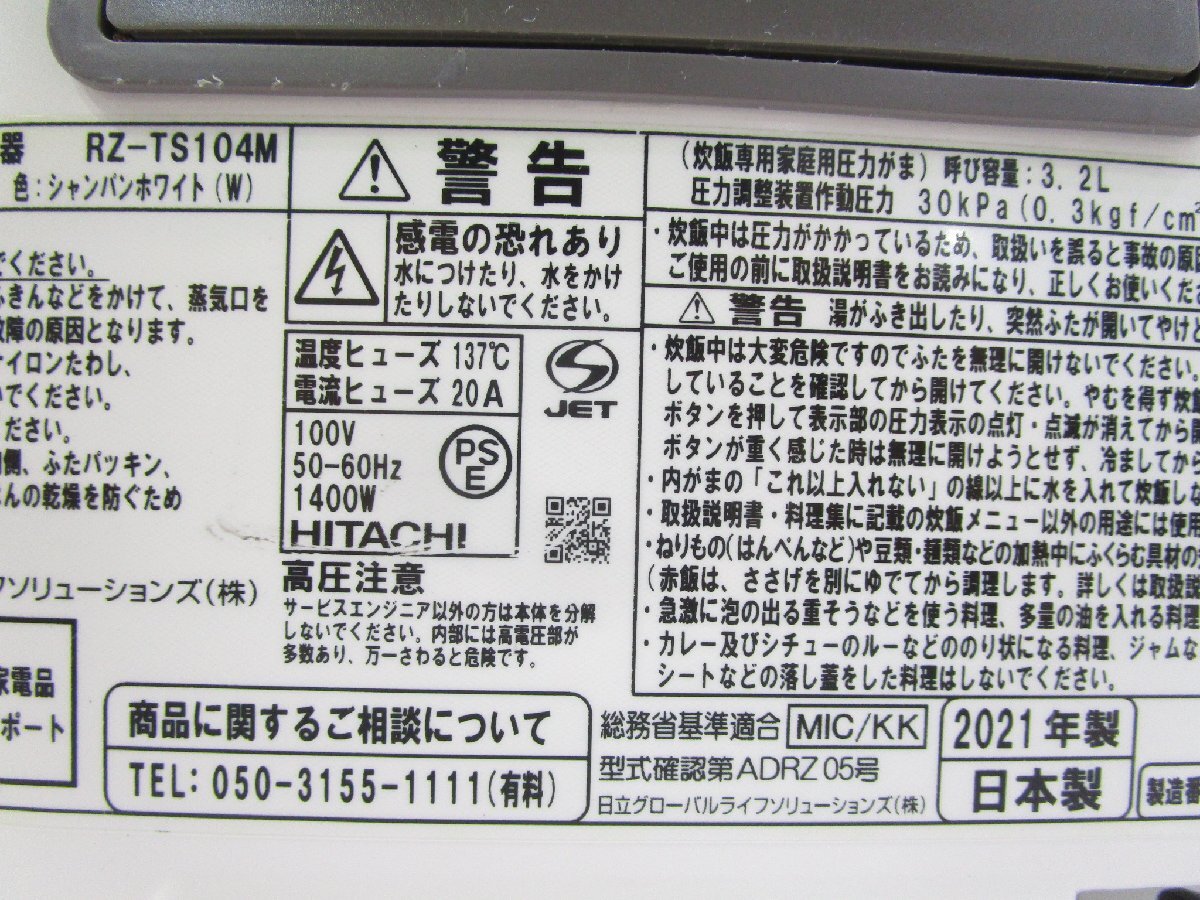 器 RZ-TS104M
色:シャンパンホワイト(W)
ください。
ふきんなどをかけて、蒸気口を
故障の原因となります。
ナイロンたわし、
いでください。
ください。
側、ふたパッキン、
はんの乾燥を防ぐため
ソリューションズ(株)
家電品
ポート
警告
感電の恐れあり
水につけたり、水をかけ
たりしないでください。
温度ヒューズ 137℃
電流ヒューズ 20A
100V
50-60Hz
1400W
HITACHI
PS
E
S
JET
高圧注意
サービスエンジニア以外の方は本体を分解
しないでください。内部には高電圧部が
多数あり、万一さわると危険です。
(炊飯専用家庭用圧力がま) 呼び容量:3.2L
圧力調整装置作動圧力 30kPa(0.3kgf/cm²
・炊飯中は圧力がかかっているため、取扱いを誤ると事故の原因
ご使用の前に取扱説明書をお読みになり、正しくお使いくださ
警告 湯がふき出したり、突然ふたが開いてやけど
・炊飯中は大変危険ですのでふたを無理に開けないでください。
していることを確認してから開けてください。やむを得ず炊飯
ボタンを押して表示部の圧力表示の点灯・点滅が消えてから開
ボタンが重く感じた時は無理に開けようとせず、冷ましてから
・内がまの「これ以上入れない」の線以上に水を入れて炊飯しな
・取扱説明書・料理集に記載の炊飯メニュー以外の用途には使用
・ねりもの(はんぺんなど)や豆類・麺類などの加熱中にふくらむ具材の
(赤飯は、ささげを別にゆでてから調理します。詳しくは取扱説
・急激に泡の出る重そうなどを使う料理、多量の油を入れる料理
・カレー及びシチューのルーなどののり状になる料理、ジャムな
シートなどの落し蓋をした料理はしないでください。
商品に関するご相談について
TEL:050-3155-1111(有料)
総務省基準適合 MIC/KK
型式確認第ADRZ05号
日立グローバルライフソリューションズ(株)
2021年製
日本製
製造番